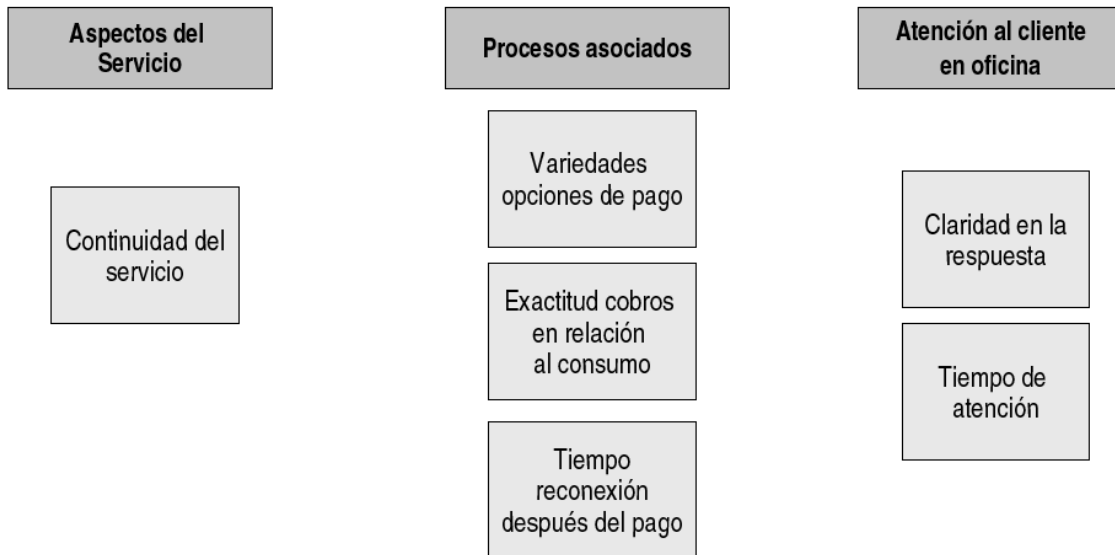 Aspectos del
Servicio
Procesos asociados
Atención al cliente
en oficina
Continuidad del
servicio
Variedades
opciones de pago
Exactitud cobros
en relación
al consumo
Tiempo
reconexión
después del pago
Claridad en la
respuesta
Tiempo de
atención